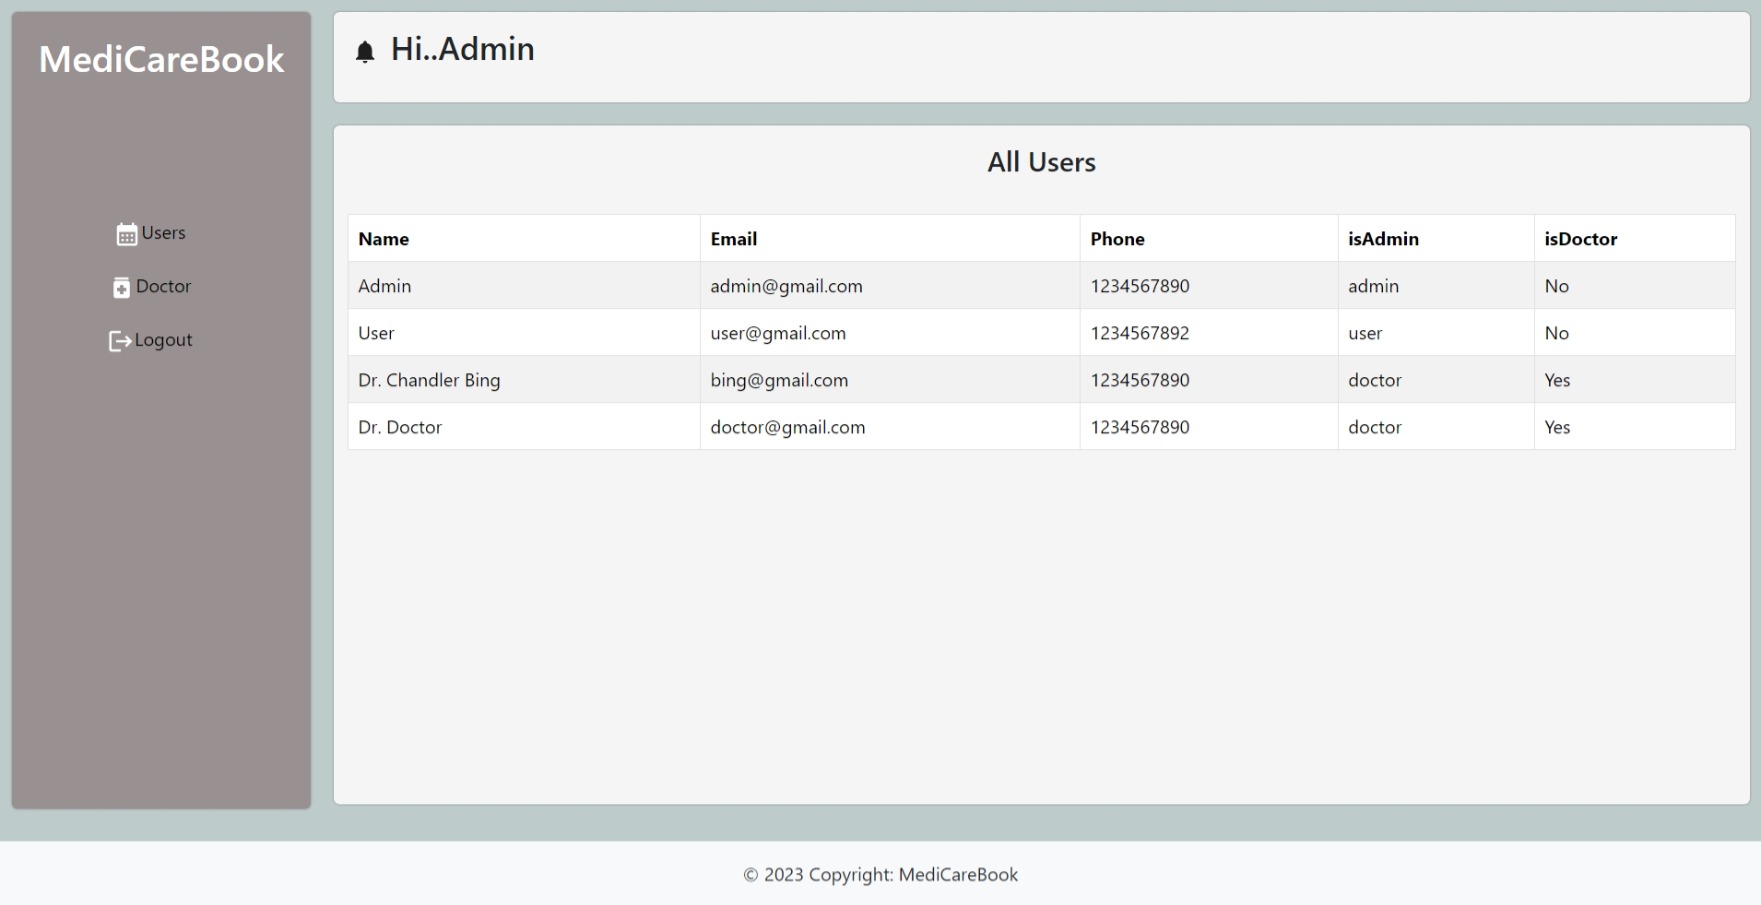 MediCareBook
Users
Doctor
Logout
Hi..Admin
All Users
Name Email Phone isAdmin isDoctor
Admin admin@gmail.com 1234567890 admin No
User user@gmail.com 1234567892 user No
Dr. Chandler Bing bing@gmail.com 1234567890 doctor Yes
Dr. Doctor doctor@gmail.com 1234567890 doctor Yes
© 2023 Copyright: MediCareBook